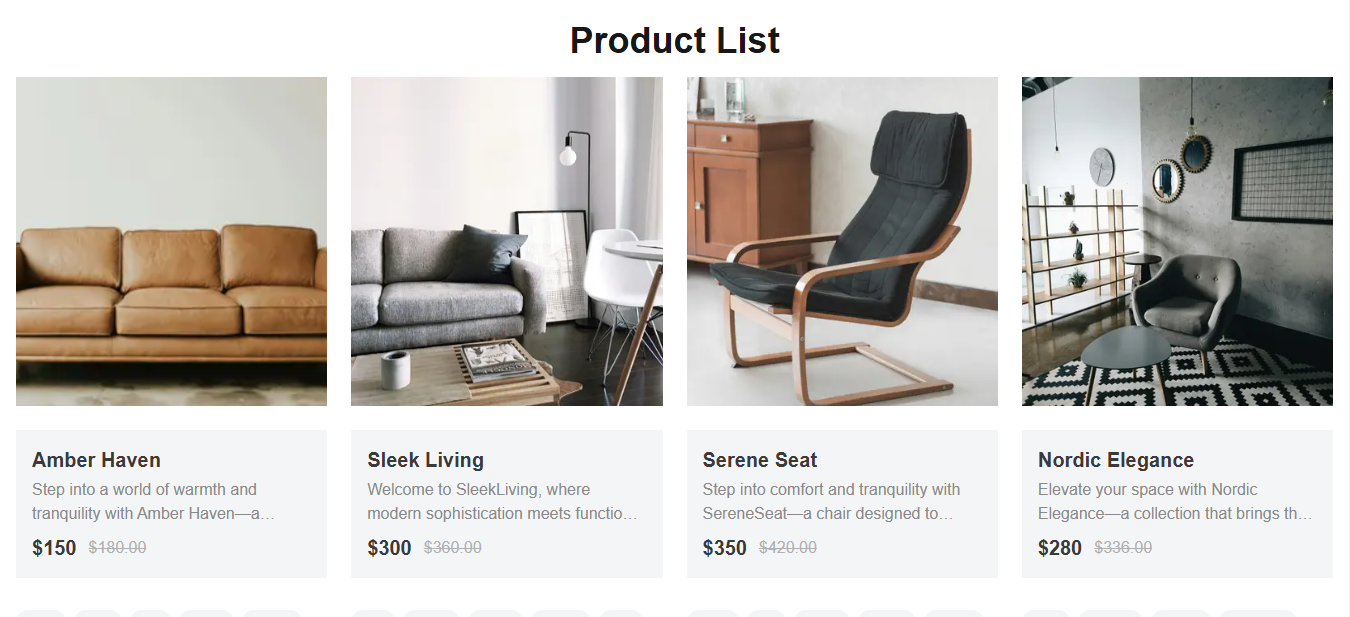 Product List
Amber Haven
Step into a world of warmth and
tranquility with Amber Haven—a…
$150 $180.00
Sleek Living
Welcome to SleekLiving, where
modern sophistication meets functio…
$300 $360.00
Serene Seat
Step into comfort and tranquility with
SereneSeat—a chair designed to…
$350 $420.00
Nordic Elegance
Elevate your space with Nordic
Elegance—a collection that brings th…
$280 $336.00